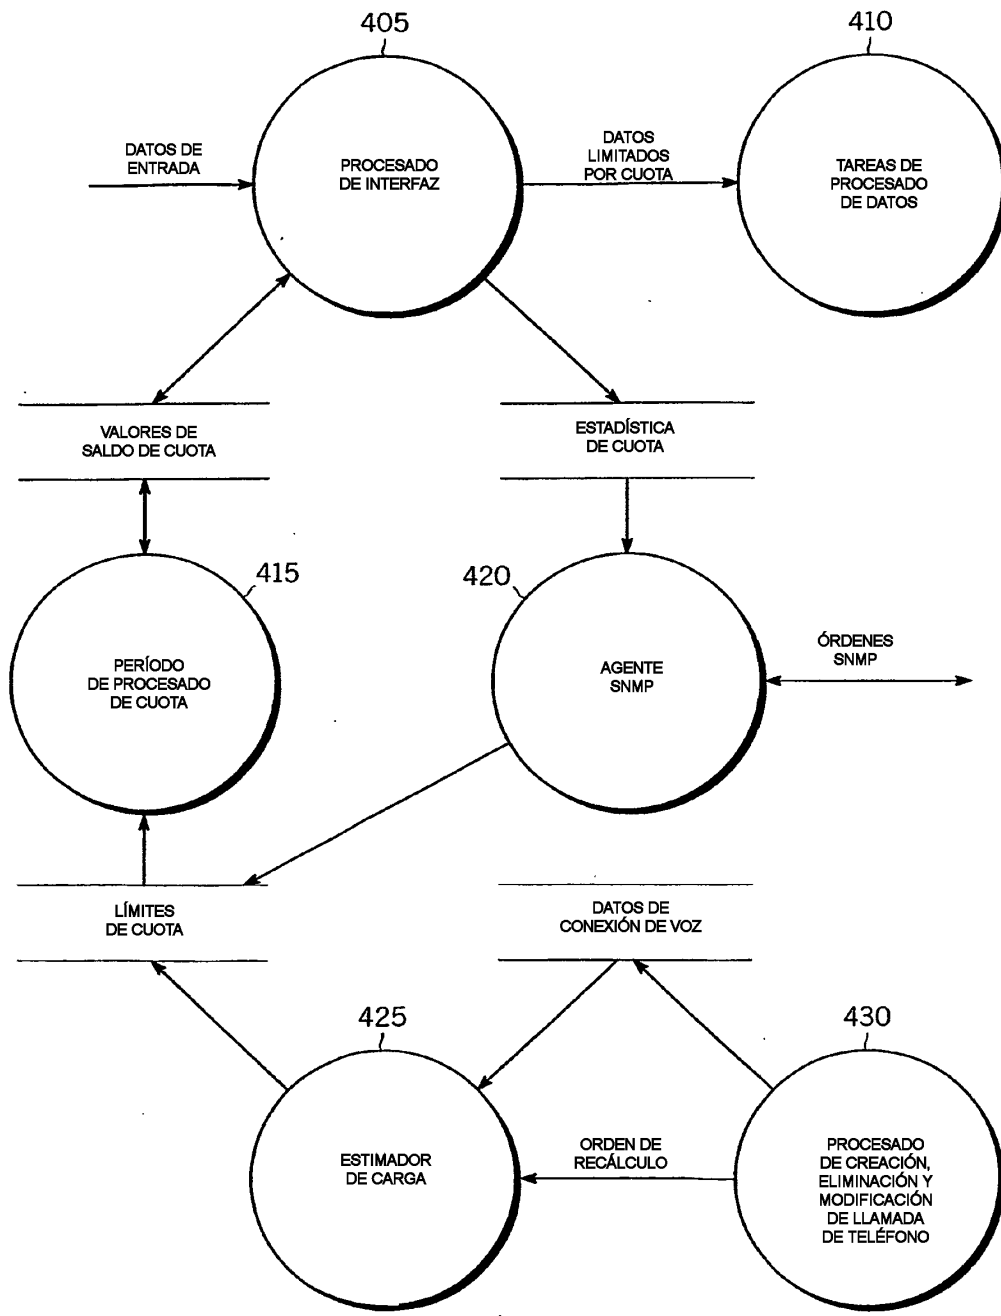 405
410
DATOS DE
ENTRADA
PROCESADO
DE INTERFAZ
DATOS
LIMITADOS
POR CUOTA
TAREAS DE
PROCESADO
DE DATOS
VALORES DE
SALDO DE CUOTA
ESTADÍSTICA
DE CUOTA
415
420
PERÍODO
DE PROCESADO
DE CUOTA
AGENTE
SNMP
ÓRDENES
SNMP
LÍMITES
DE CUOTA
DATOS DE
CONEXIÓN DE VOZ
425
430
ESTIMADOR
DE CARGA
ORDEN DE
RECÁLCULO
PROCESADO
DE CREACIÓN,
ELIMINACIÓN Y
MODIFICACIÓN
DE LLAMADA
DE TELÉFONO